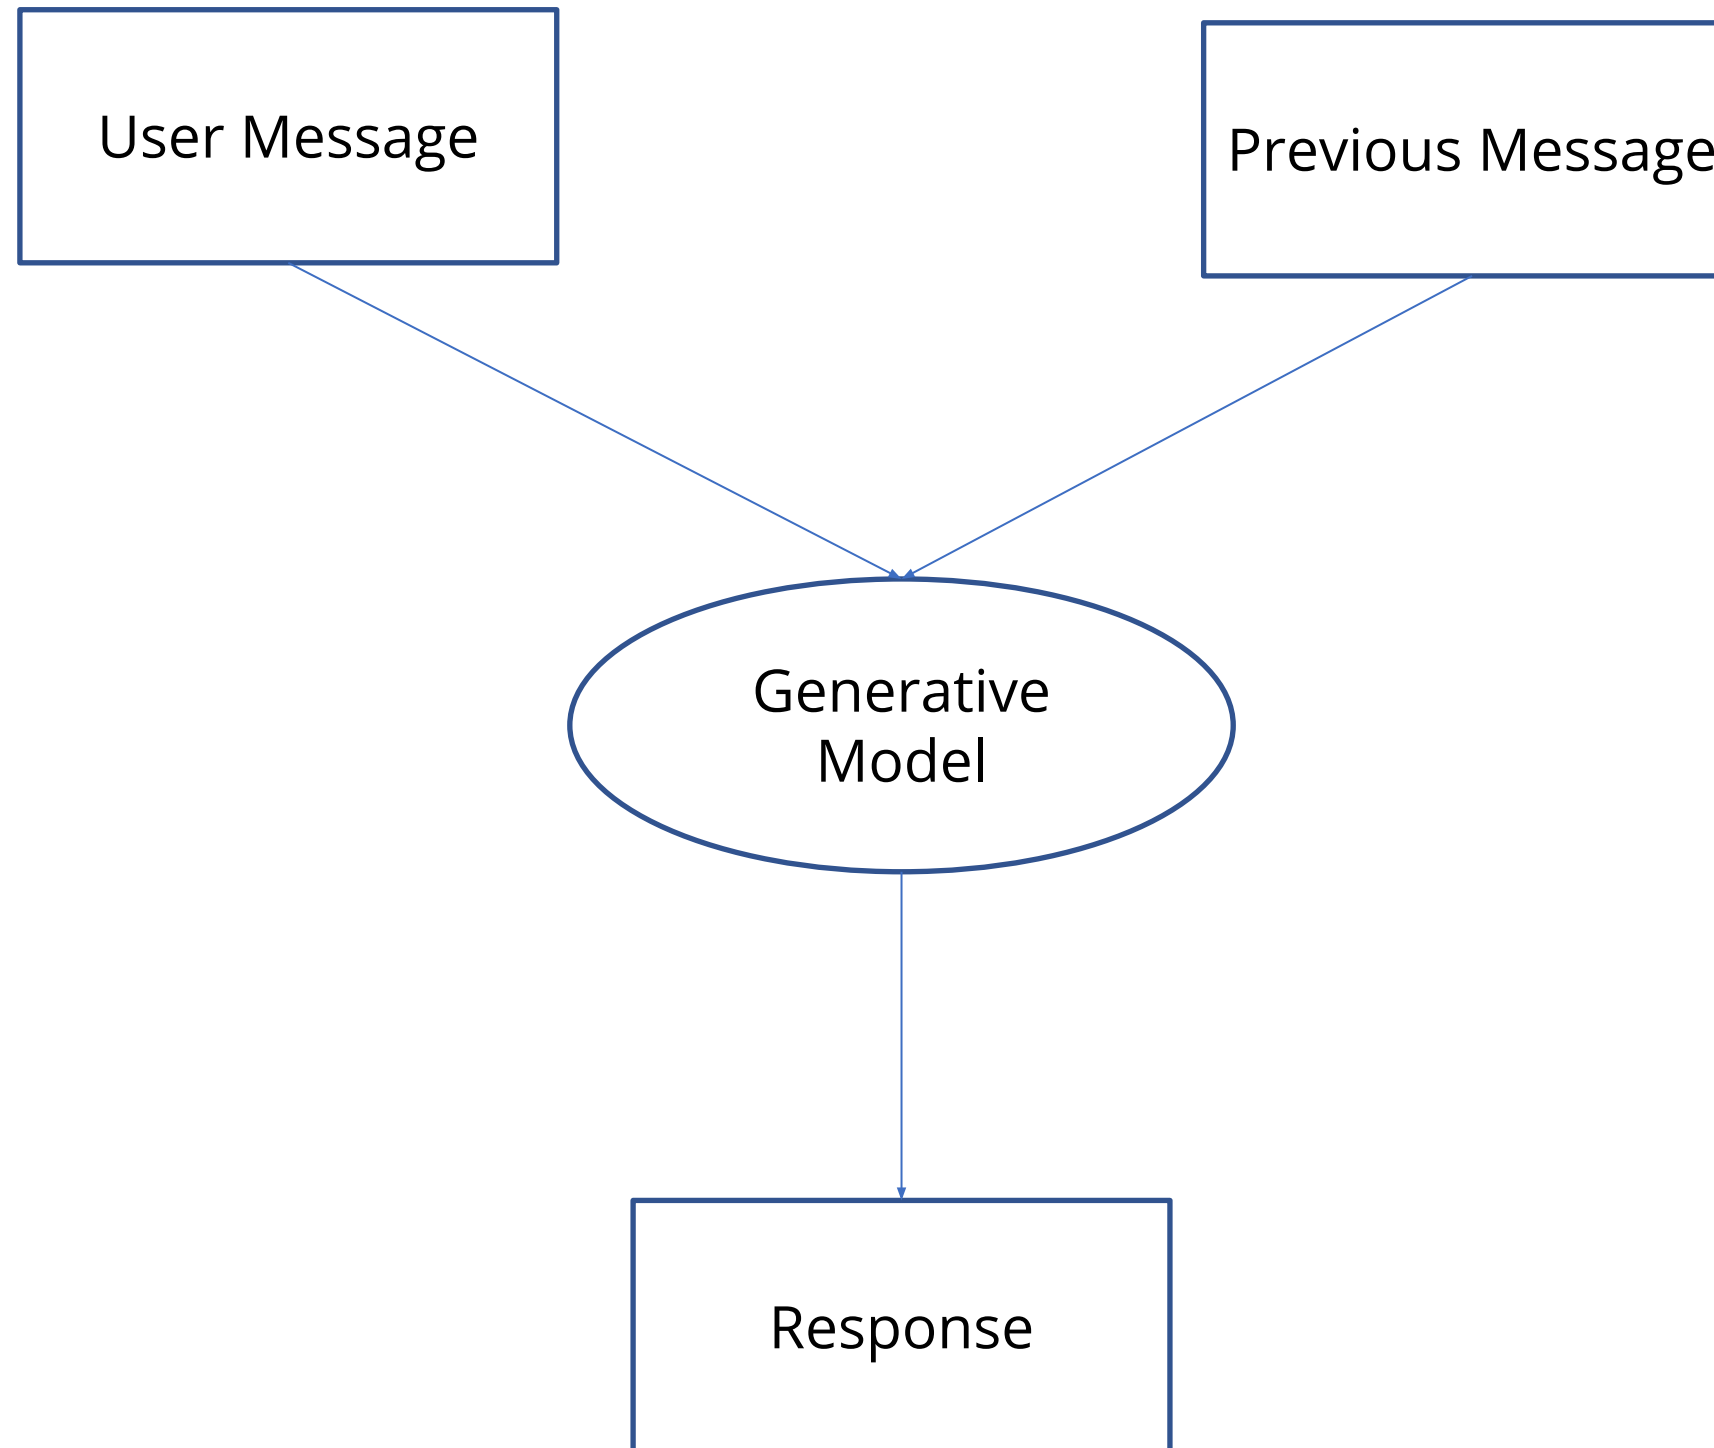 User Message
Previous Message
Generative
Model
Response